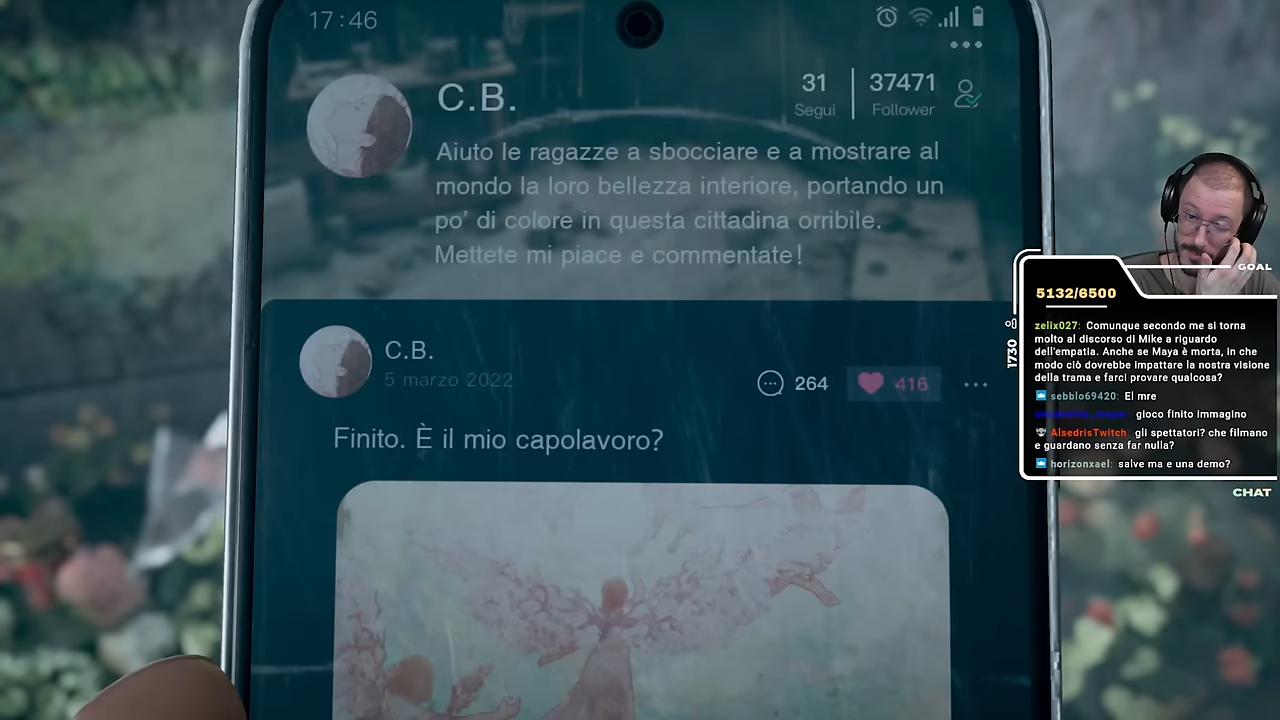 17:46
C.B.
31
Segui
37471
Follower
Aiuto le ragazze a sbocciare e a mostrare al
mondo la loro bellezza interiore, portando un
po' di colore in questa cittadina orribile.
Mettete mi piace e commentate!
C.B.
5 marzo 2022
264
416
Finito. È il mio capolavoro?
GOAL
5132/6500
1730
zelix027: Comunque secondo me si torna
molto al discorso di Mike a riguardo
dell'empatia. Anche se Maya è morta, in che
modo ciò dovrebbe impattare la nostra visione
della trama e farci provare qualcosa?
sebblo69420: El mre
gioco finito immagino
AlsedrisTwitch: gli spettatori? che filmano
e guardano senza far nulla?
horizonxael: salve ma e una demo?
CHAT